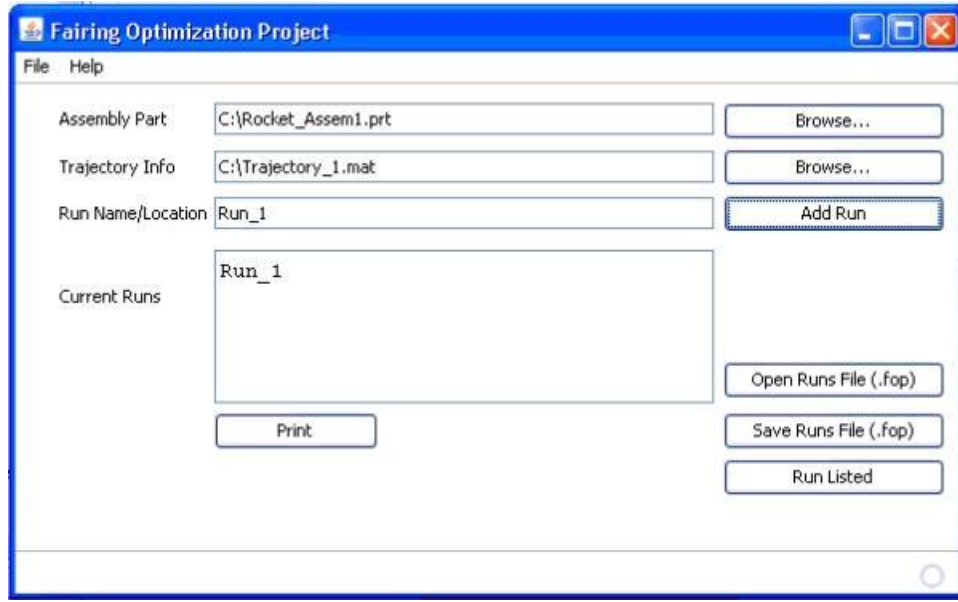 Fairing Optimization Project
File Help
Assembly Part C:\Rocket_Assem1.prt Browse...
Trajectory Info C:\Trajectory_1.mat Browse...
Run Name/Location Run_1 Add Run
Run_1
Current Runs
Open Runs File (.fop)
Print Save Runs File (.fop)
Run Listed